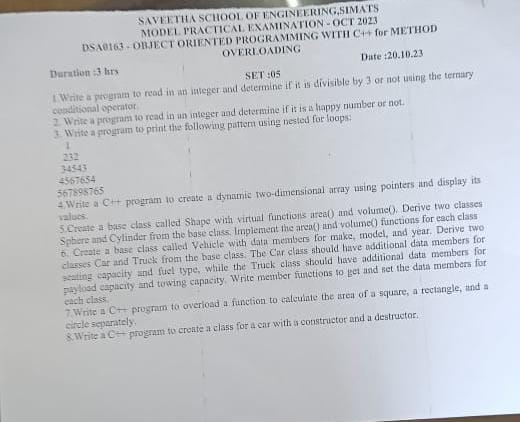 SAVEETHA SCHOOL OF ENGINEERING,SIMATS
MODEL PRACTICAL EXAMINATION - OCT 2023
DSA0163 - OBJECT ORIENTED PROGRAMMING WITH C++ for METHOD
OVERLOADING
Duration :3 hrs
Date :20.10.23
SET :05
1.Write a program to read in an integer and determine if it is divisible by 3 or not using the ternary
conditional operator.
2. Write a program to read in an integer and determine if it is a happy number or not.
3. Write a program to print the following pattern using nested for loops:
1
232
34543
4567654
567898765
4.Write a C++ program to create a dynamic two-dimensional array using pointers and display its
values.
5.Create a base class called Shape with virtual functions area() and volume(). Derive two classes
Sphere and Cylinder from the base class. Implement the area() and volume() functions for each class
6. Create a base class called Vehicle with data members for make, model, and year. Derive two
classes Car and Truck from the base class. The Car class should have additional data members for
seating capacity and fuel type, while the Truck class should have additional data members for
payload capacity and towing capacity. Write member functions to get and set the data members for
each class.
7.Write a C++ program to overload a function to calculate the area of a square, a rectangle, and a
circle separately.
8.Write a C++ program to create a class for a car with a constructor and a destructor.